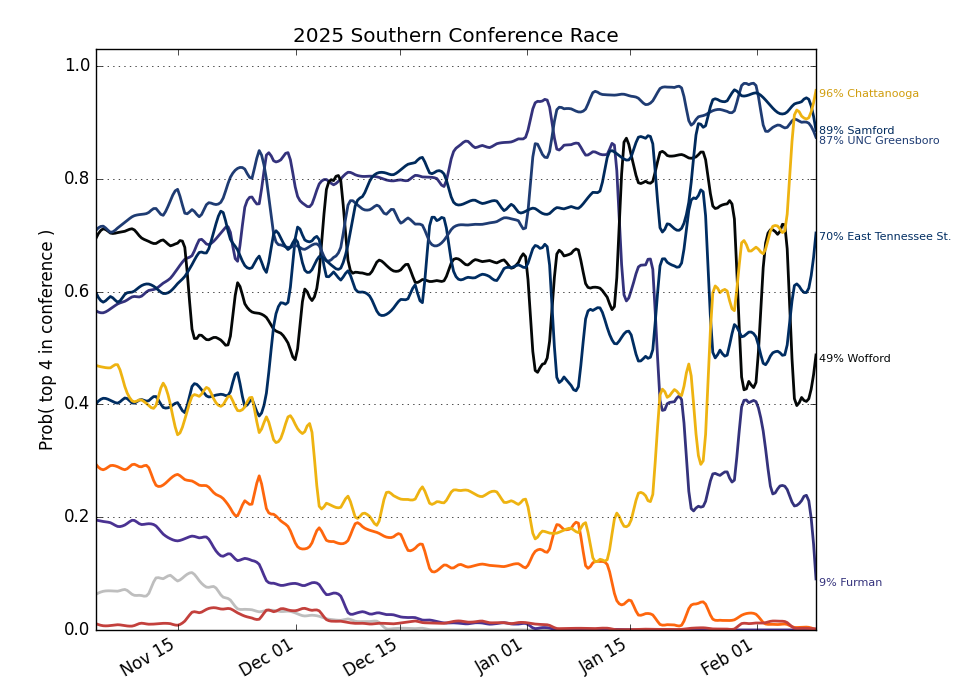 2025 Southern Conference Race
Prob( top 4 in conference )
1.0
0.8
0.6
0.4
0.2
0.0
Nov 15
Dec 01
Dec 15
Jan 01
Jan 15
Feb 01
96% Chattanooga
89% Samford
87% UNC Greensboro
70% East Tennessee St.
49% Wofford
9% Furman